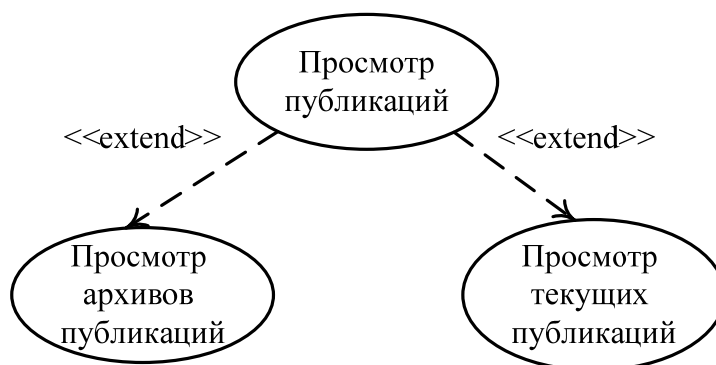 Просмотр
публикаций
<<extend>>
<<extend>>
Просмотр
архивов
публикаций
Просмотр
текущих
публикаций